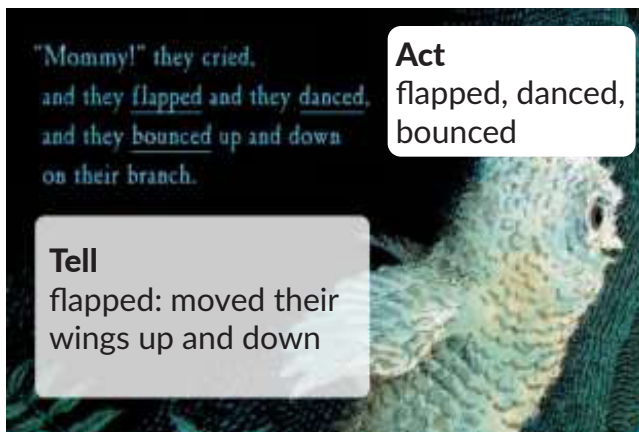 "Mommy!" they cried,
and they flapped and they danced,
and they bounced up and down
on their branch.
Act
flapped, danced,
bounced
Tell
flapped: moved their
wings up and down